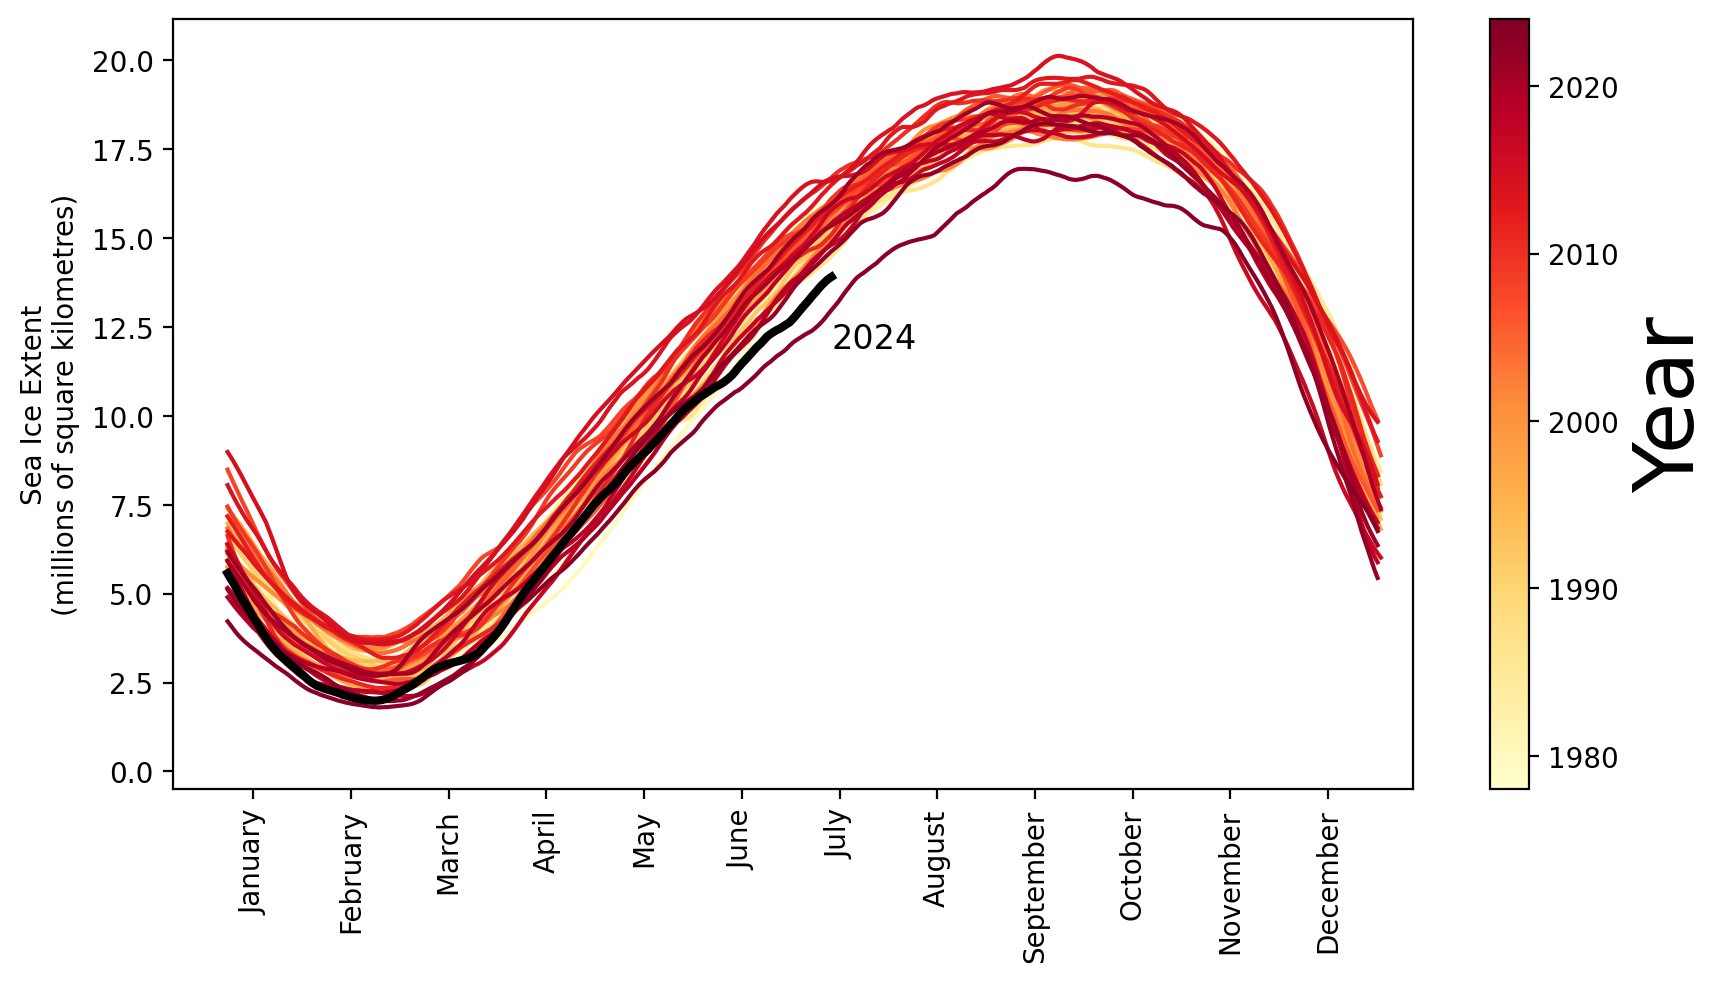 Sea Ice Extent
(millions of square kilometres)
20.0
17.5
15.0
12.5
10.0
7.5
5.0
2.5
0.0
2024
January
February
March
April
May
June
July
August
September
October
November
December
2020
2010
2000
1990
1980
Year